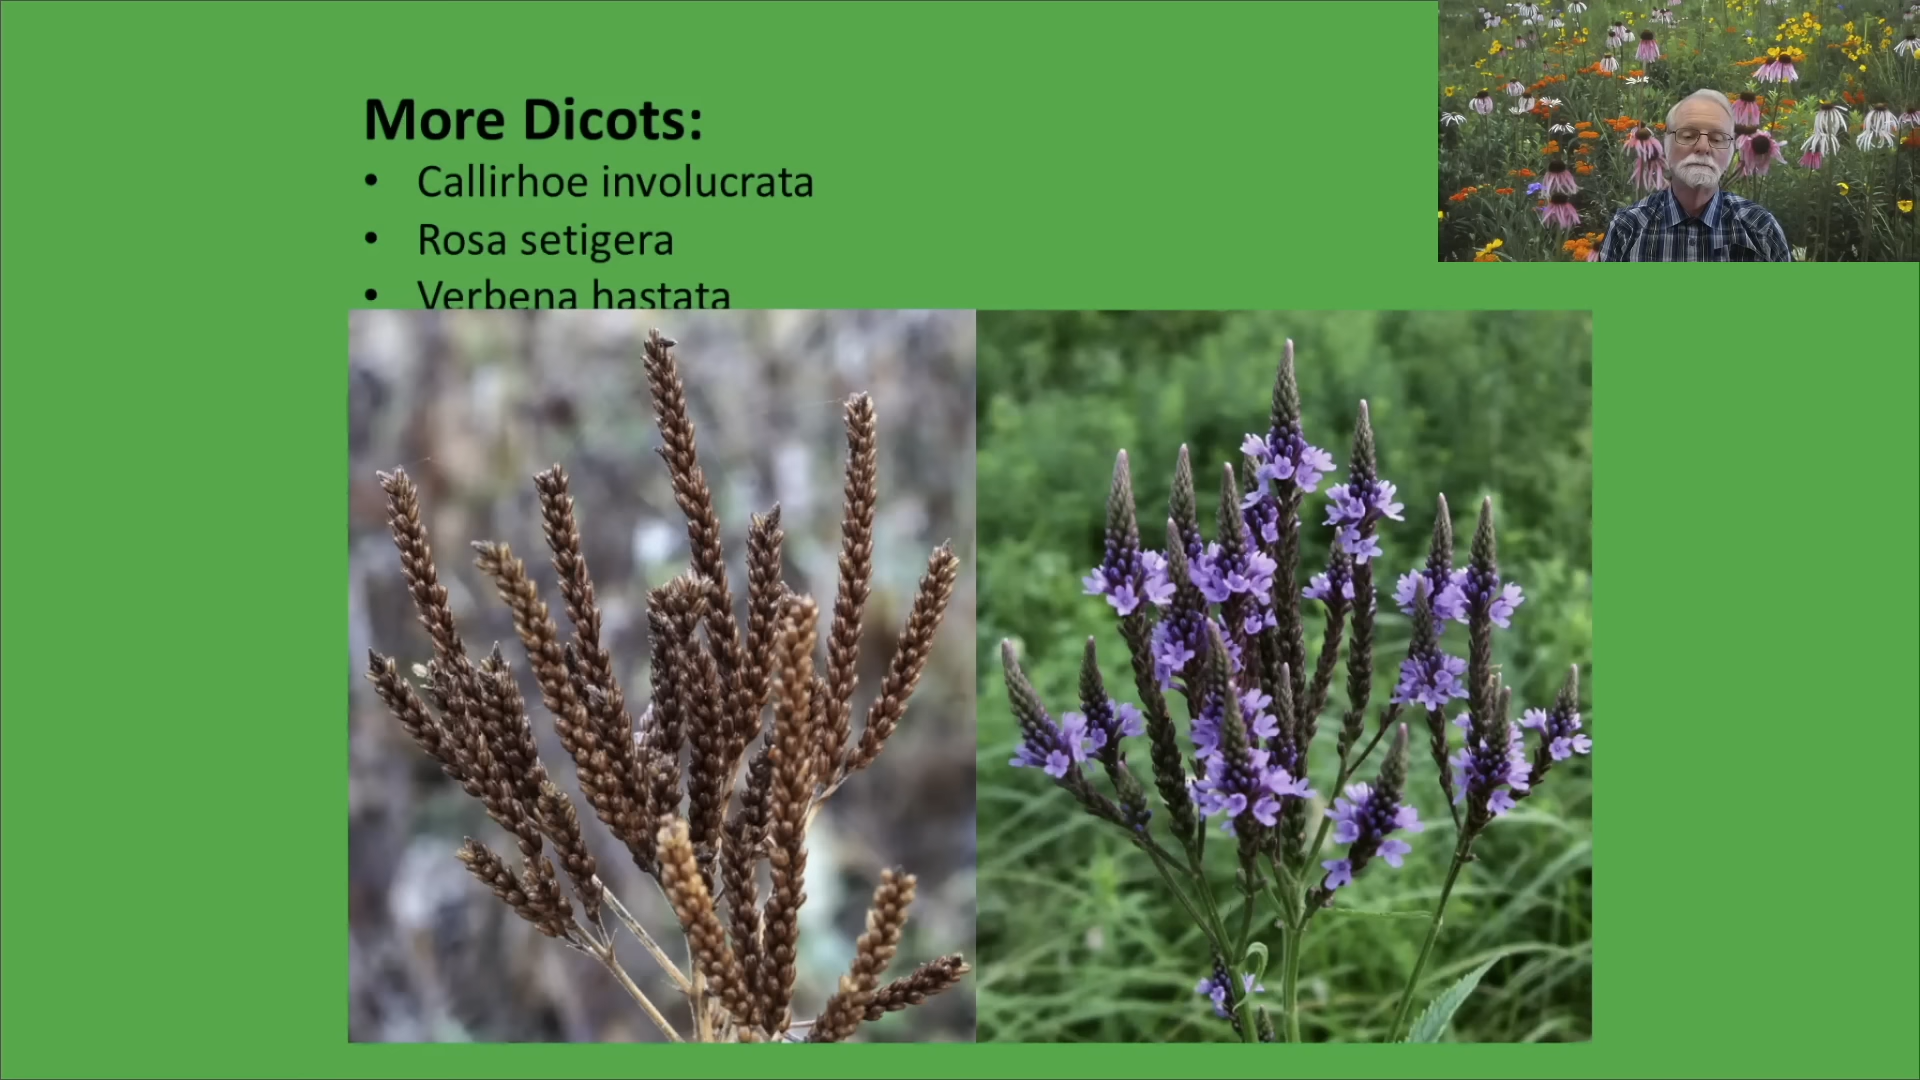 More Dicots:
• Callirhoe involucrata
• Rosa setigera
• Verbena hastata